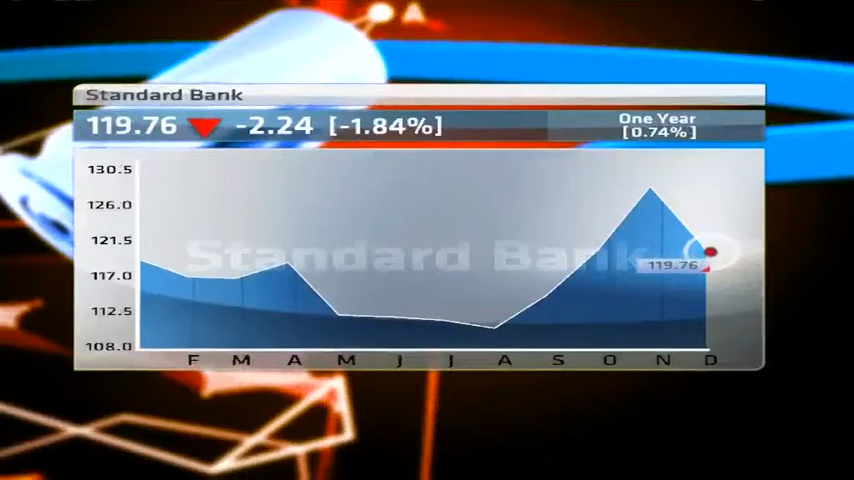 A
Standard Bank
119.76 -2.24 [-1.84%] One Year
[0.74%]
130.5
126.0
121.5
Standard Bank
119.76
117.0
112.5
108.0
F M A M J J A S O N D